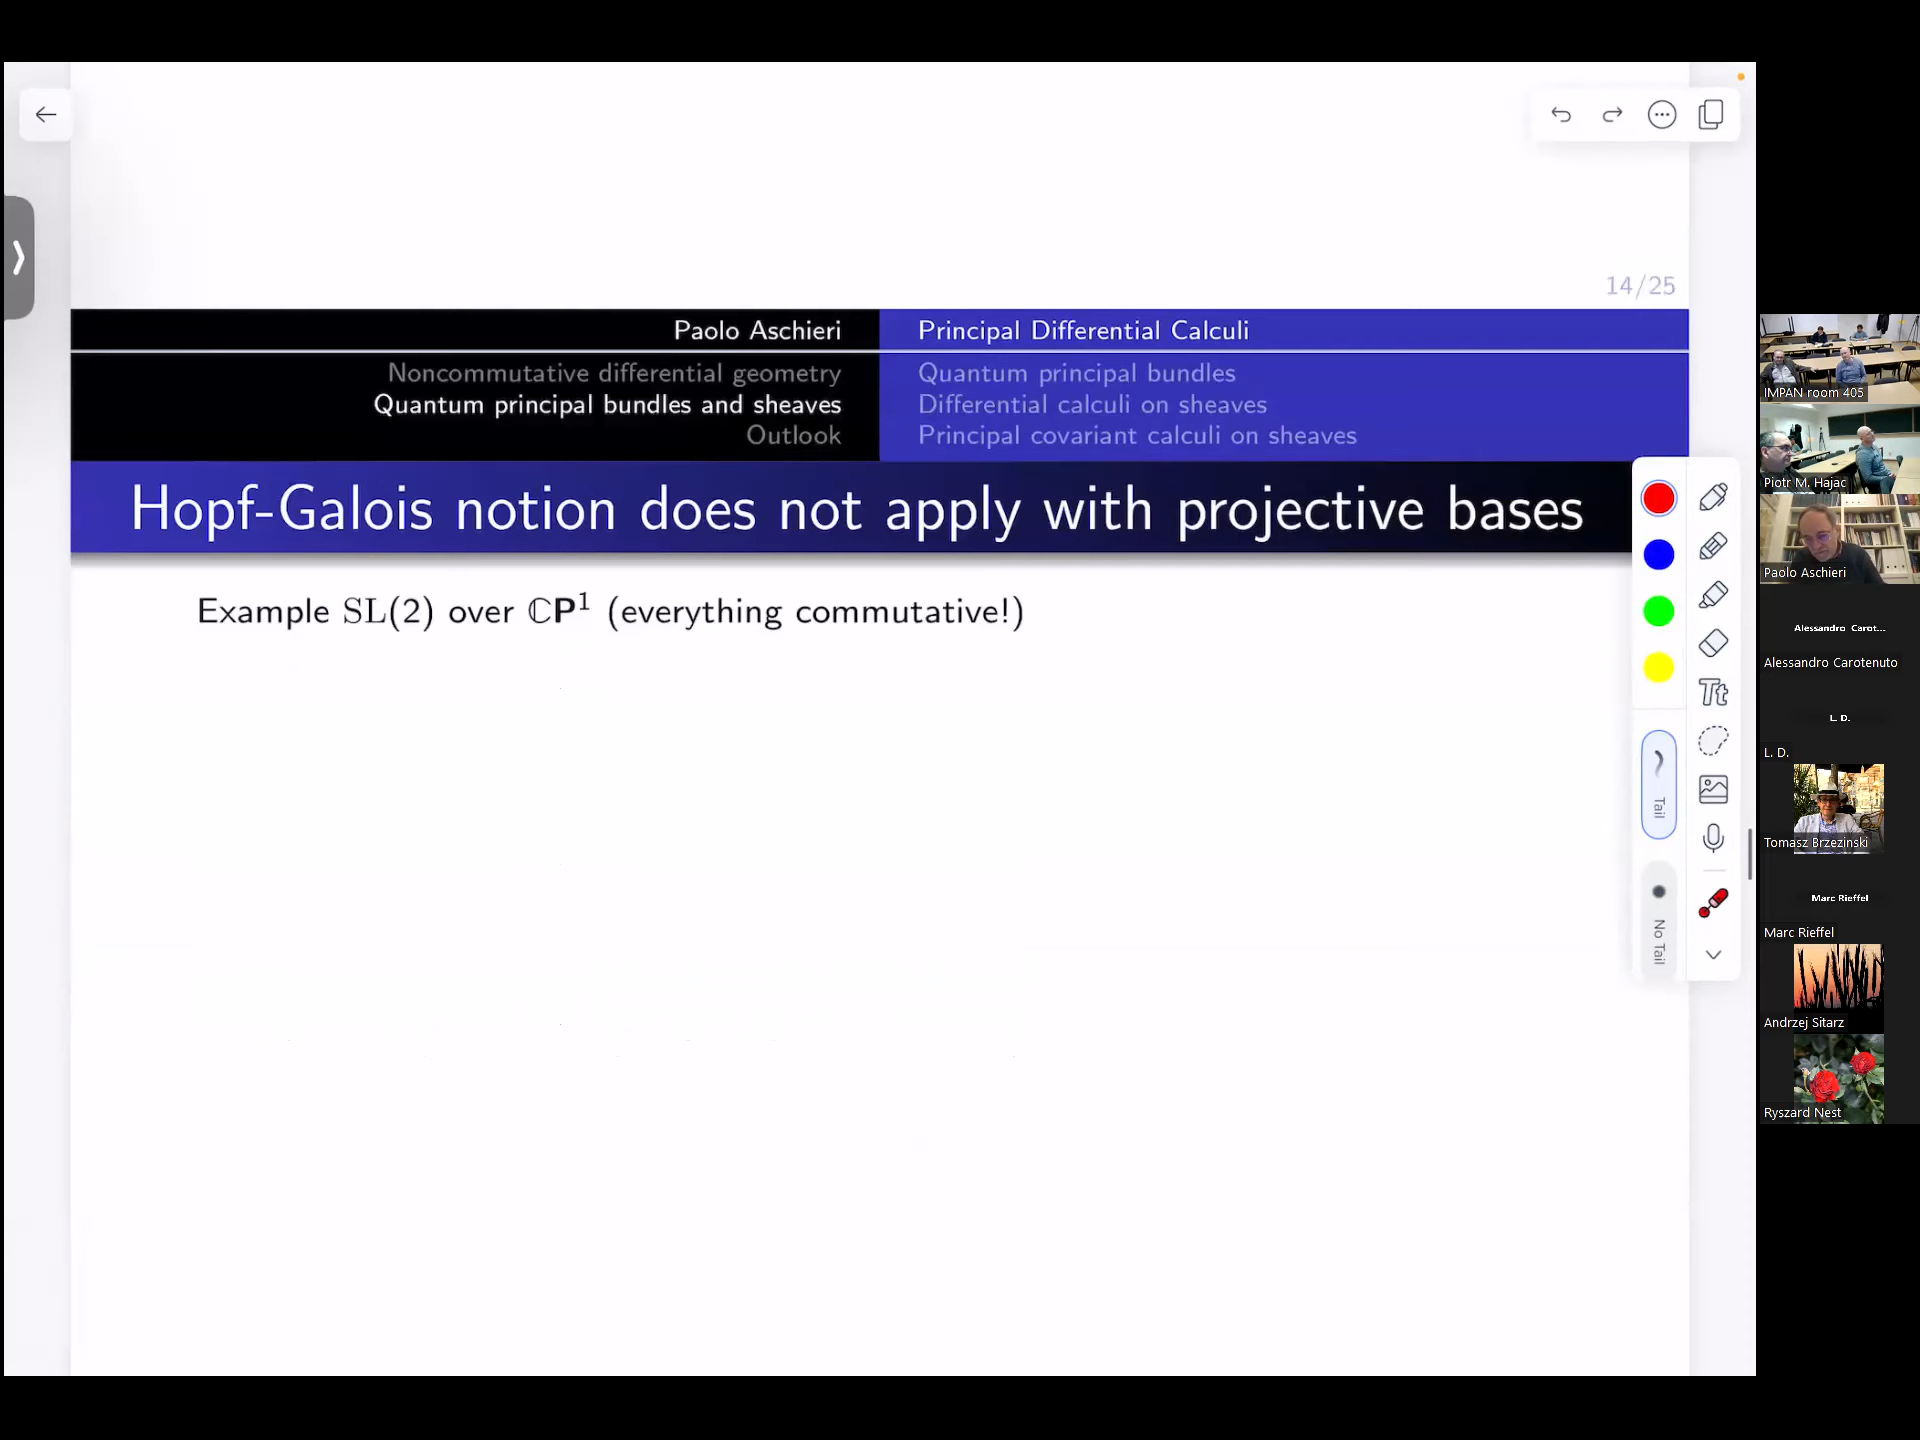 14/25
Paolo Aschieri
Principal Differential Calculi
Noncommutative differential geometry
Quantum principal bundles and sheaves
Outlook
Quantum principal bundles
Differential calculi on sheaves
Principal covariant calculi on sheaves
Hopf-Galois notion does not apply with projective bases
Example SL(2) over ℂP¹ (everything commutative!)
Tt
Tail
No Tail
IMPAN room 405
Piotr M. Hajac
Paolo Aschieri
Alessandro Carot...
Alessandro Carotenuto
L. D.
L. D.
Tomasz Brzezinski
Marc Rieffel
Marc Rieffel
Andrzej Sitarz
Ryszard Nest